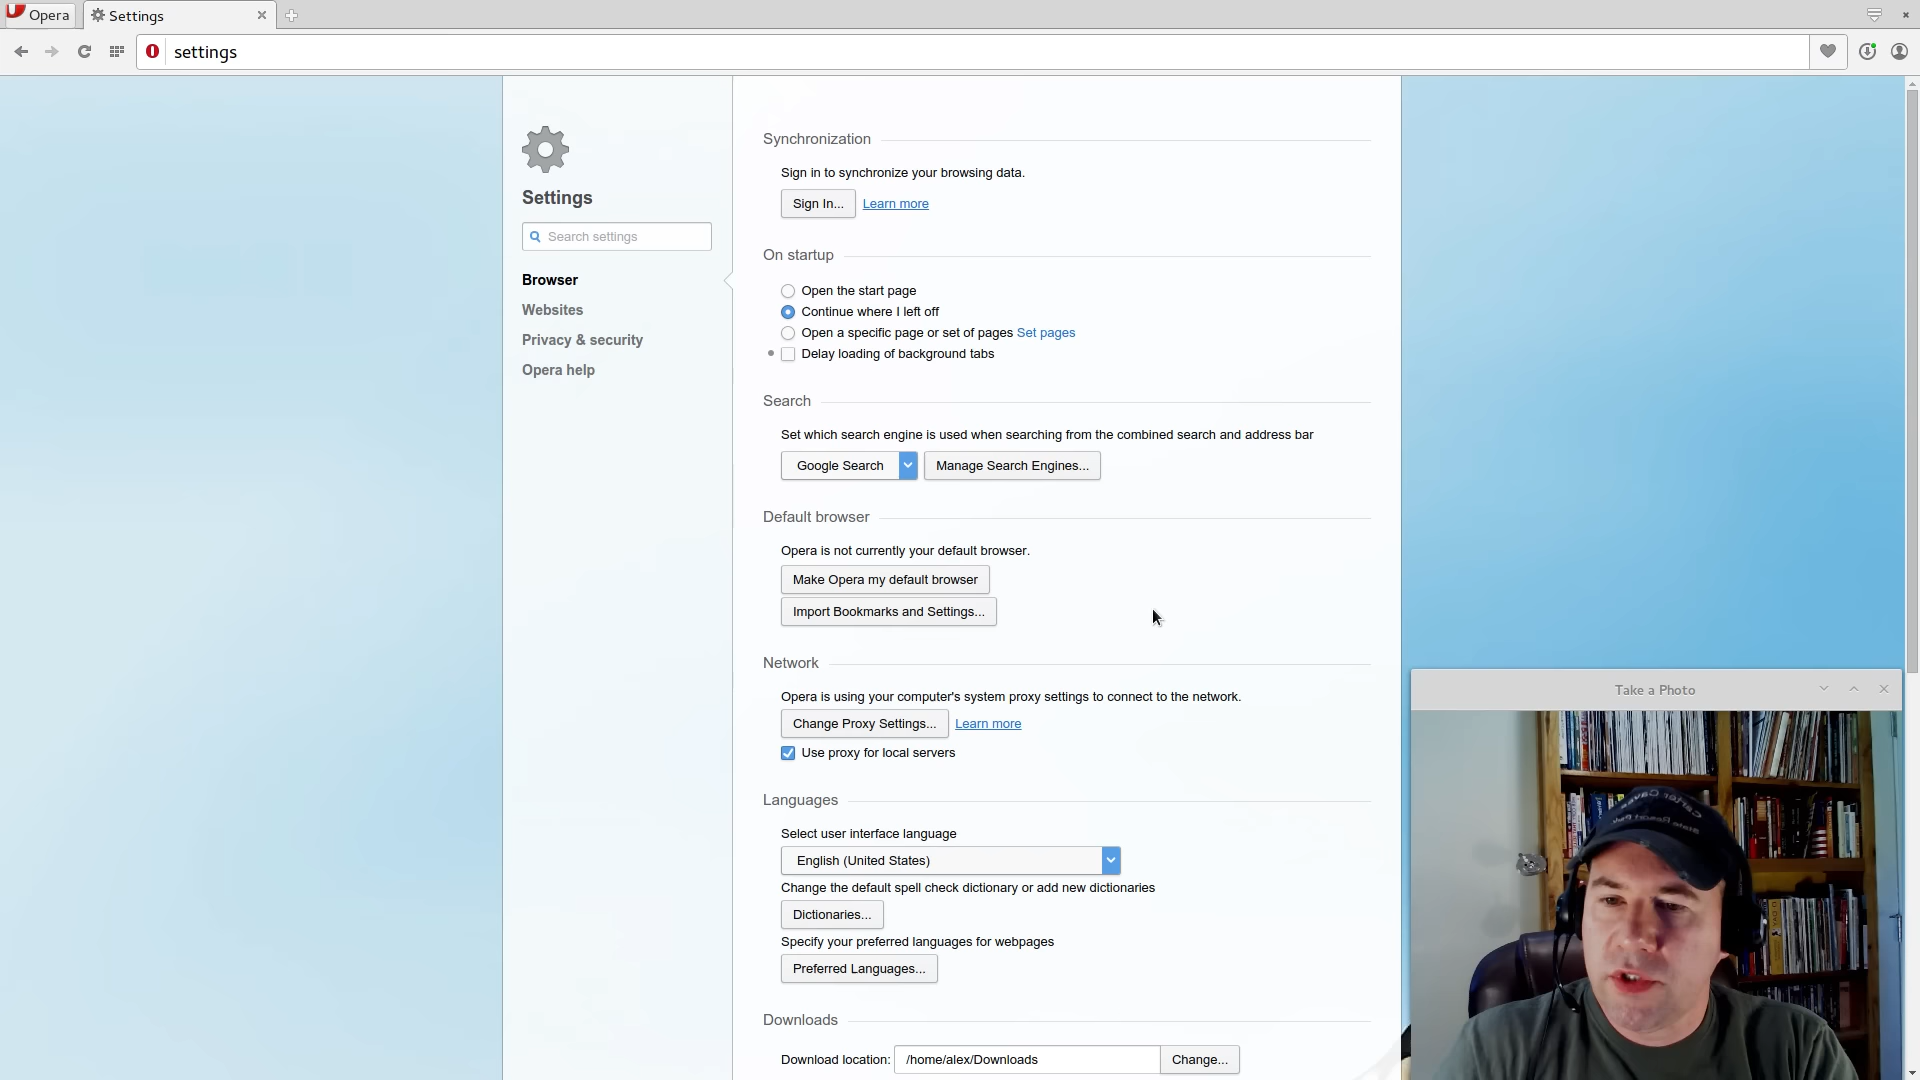 Opera
Settings
settings
Settings
Search settings
Browser
Websites
Privacy & security
Opera help
Synchronization
Sign in to synchronize your browsing data.
Sign In... Learn more
On startup
Open the start page
Continue where I left off
Open a specific page or set of pages Set pages
Delay loading of background tabs
Search
Set which search engine is used when searching from the combined search and address bar
Google Search Manage Search Engines...
Default browser
Opera is not currently your default browser.
Make Opera my default browser
Import Bookmarks and Settings...
Network
Opera is using your computer's system proxy settings to connect to the network.
Change Proxy Settings... Learn more
Use proxy for local servers
Languages
Select user interface language
English (United States)
Change the default spell check dictionary or add new dictionaries
Dictionaries...
Specify your preferred languages for webpages
Preferred Languages...
Downloads
Download location: /home/alex/Downloads Change...
Take a Photo
Carter Caves
State Resort Park